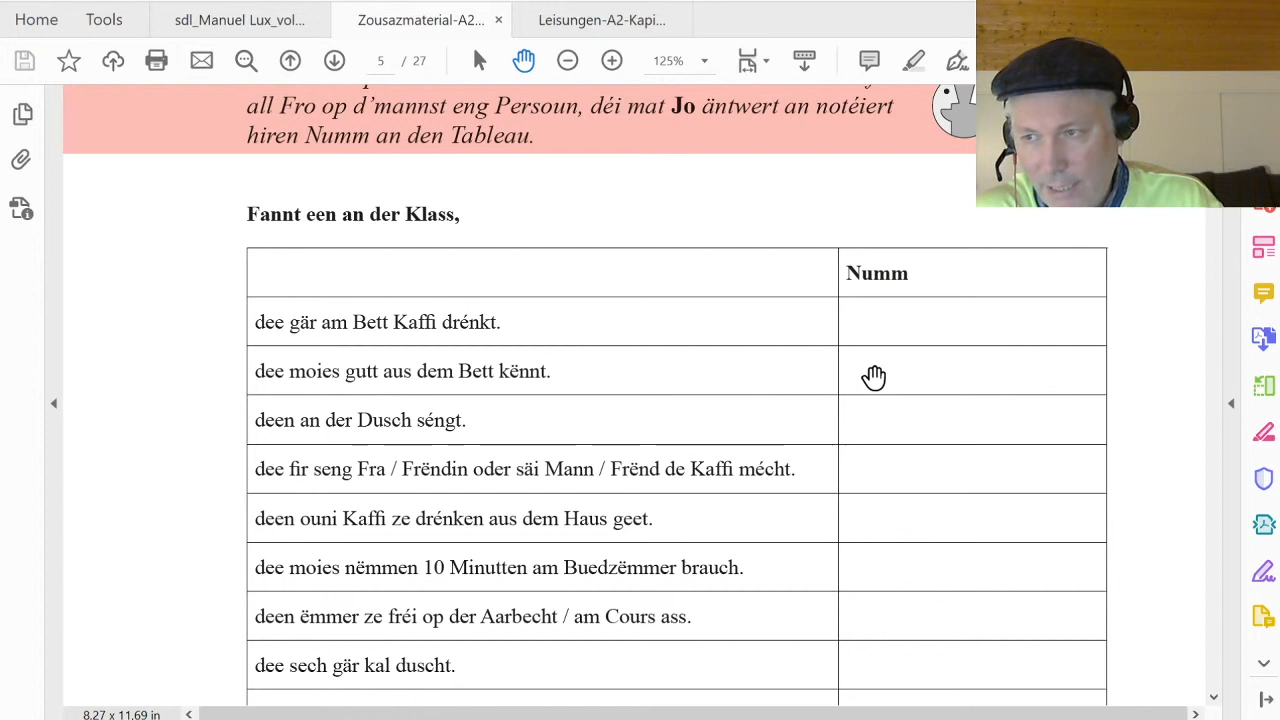 Home Tools sdl_Manuel Lux_vol... Zousazmaterial-A2... × Leisungen-A2-Kapi...
5 / 27 125%
all Fro op d’mannst eng Persoun, déi mat Jo äntwert an notéiert
hiren Numm an den Tableau.
Fannt een an der Klass,
Numm
dee gär am Bett Kaffi drénkt.
dee moies gutt aus dem Bett kënnt.
deen an der Dusch séngt.
dee fir seng Fra / Frëndin oder säi Mann / Frënd de Kaffi mécht.
deen ouni Kaffi ze drénken aus dem Haus geet.
dee moies nëmmen 10 Minutten am Buedzëmmer brauch.
deen ëmmer ze fréi op der Aarbecht / am Cours ass.
dee sech gär kal duscht.
8.27 x 11.69 in